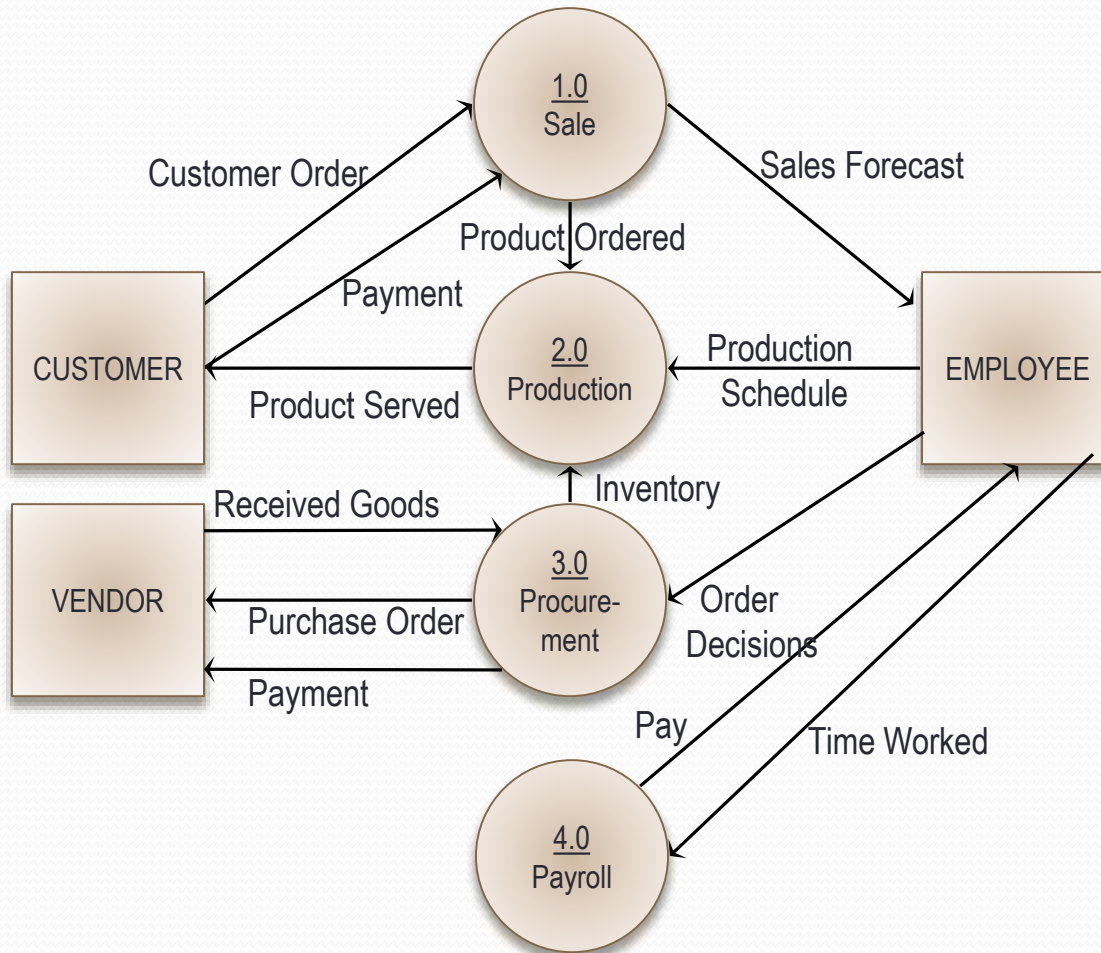 1.0
Sale
Customer Order
Sales Forecast
Product Ordered
Payment
CUSTOMER
2.0
Production
Production
Schedule
EMPLOYEE
Product Served
Received Goods
Inventory
VENDOR
3.0
Procure-
ment
Purchase Order
Order
Decisions
Payment
Pay
Time Worked
4.0
Payroll